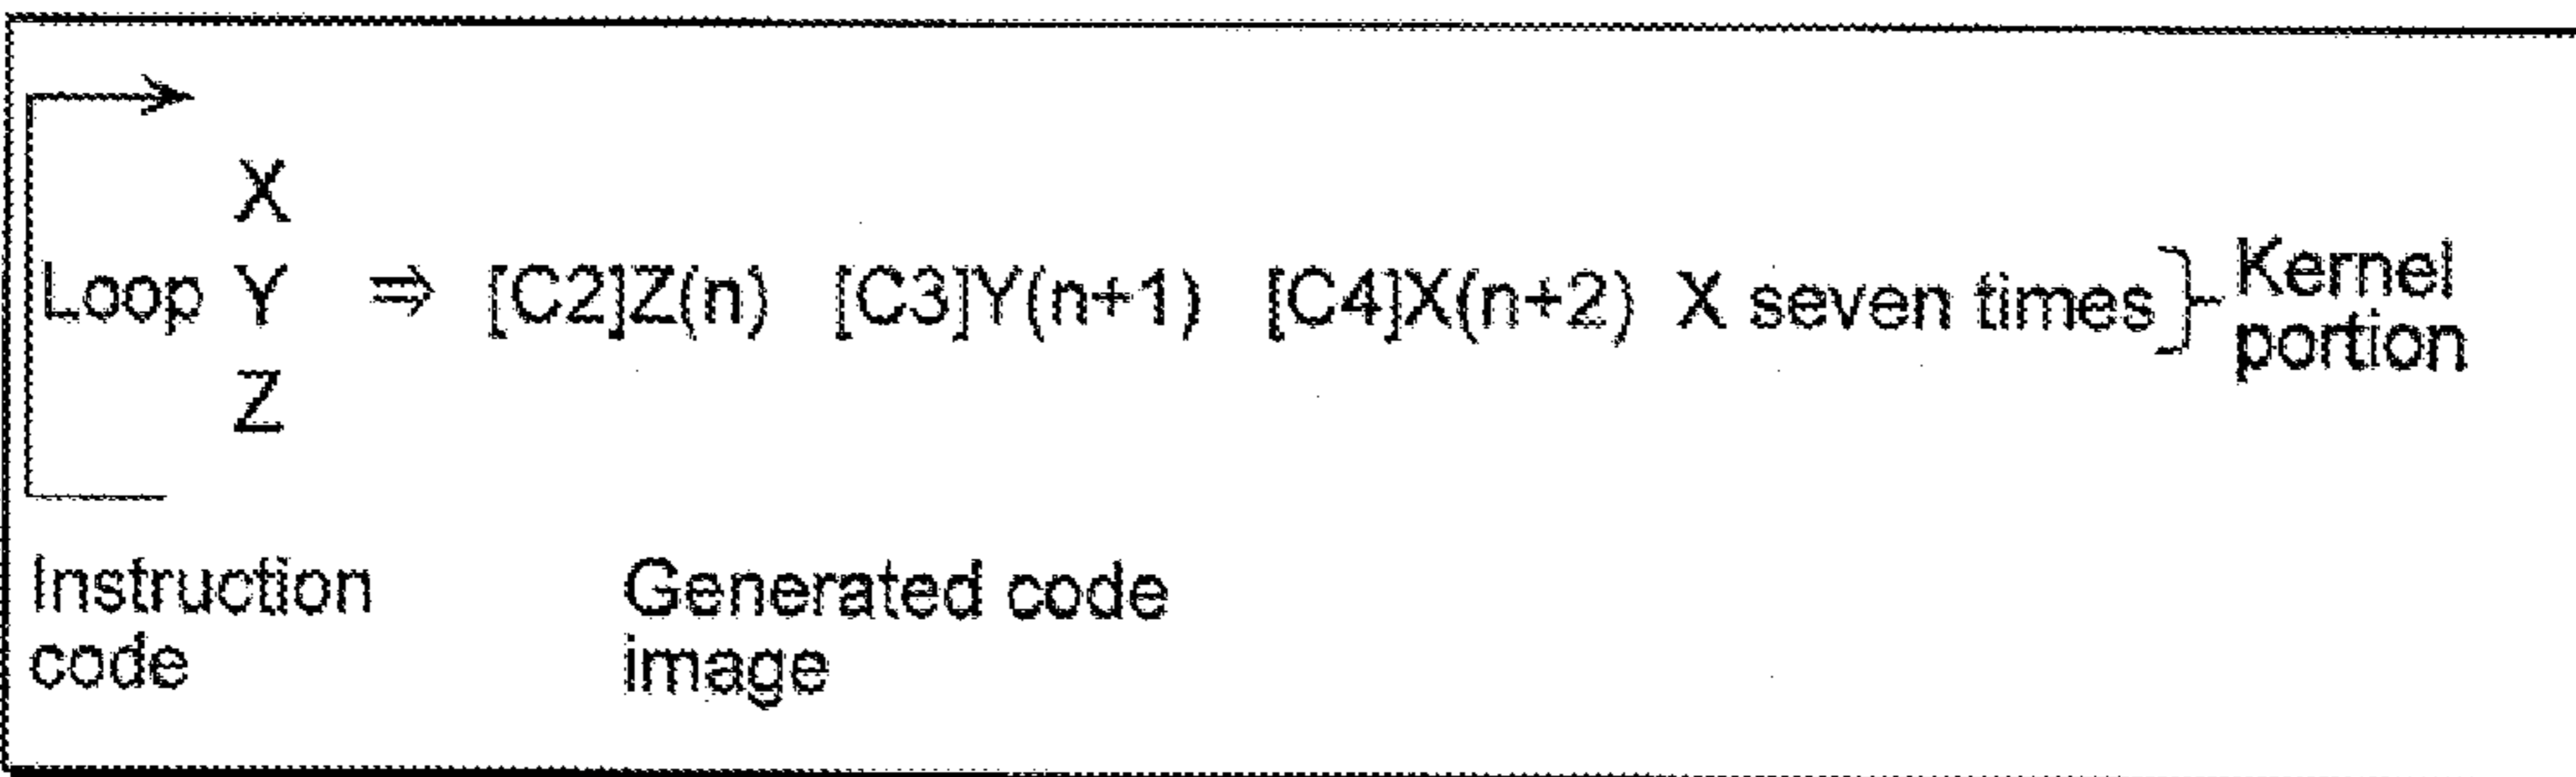 X
Loop Y ⇒ [C2]Z(n) [C3]Y(n+1) [C4]X(n+2) X seven times } Kernel
portion
Z
Instruction
code
Generated code
image